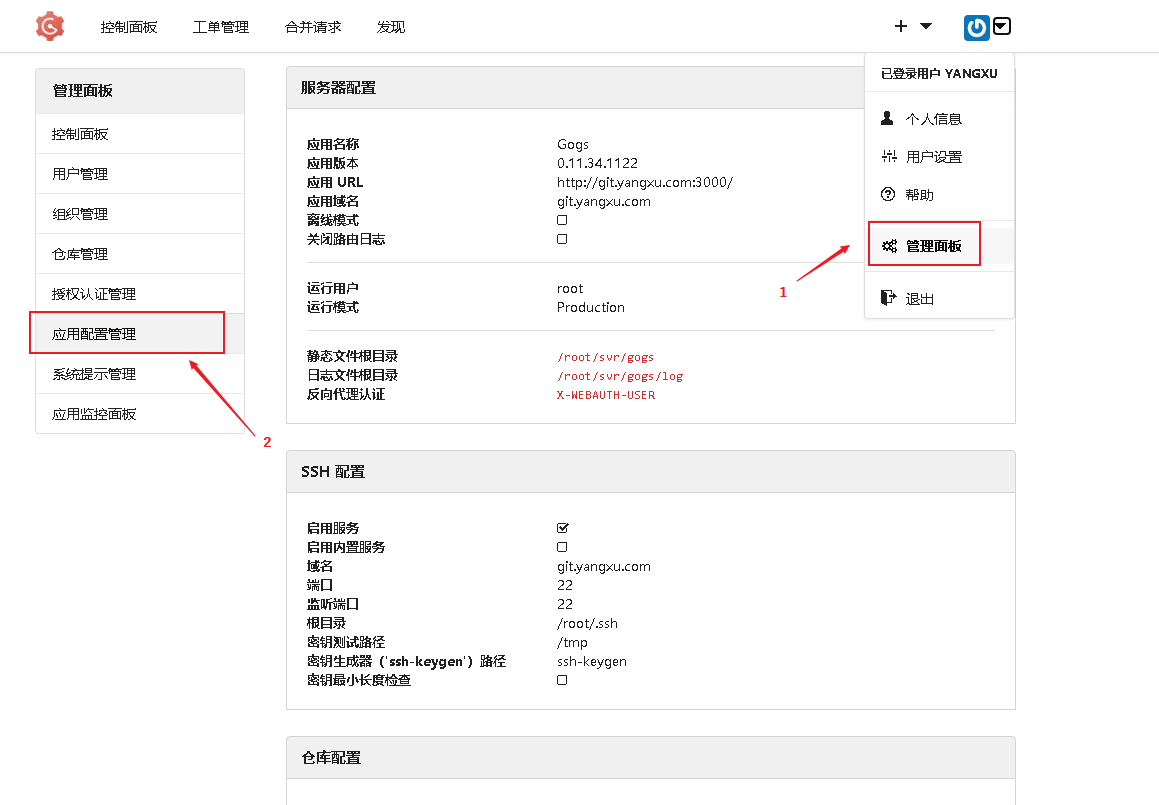 控制面板 工单管理 合并请求 发现
已登录用户 YANGXU
个人信息
用户设置
帮助
管理面板
退出
1
管理面板
控制面板
用户管理
组织管理
仓库管理
授权认证管理
应用配置管理
系统提示管理
应用监控面板
2
服务器配置
应用名称 Gogs
应用版本 0.11.34.1122
应用 URL http://git.yangxu.com:3000/
应用域名 git.yangxu.com
离线模式
关闭路由日志
运行用户 root
运行模式 Production
静态文件根目录 /root/svr/gogs
日志文件根目录 /root/svr/gogs/log
反向代理认证 X-WEBAUTH-USER
SSH 配置
启用服务
启用内置服务
域名 git.yangxu.com
端口 22
监听端口 22
根目录 /root/.ssh
密钥测试路径 /tmp
密钥生成器（'ssh-keygen'）路径 ssh-keygen
密钥最小长度检查
仓库配置